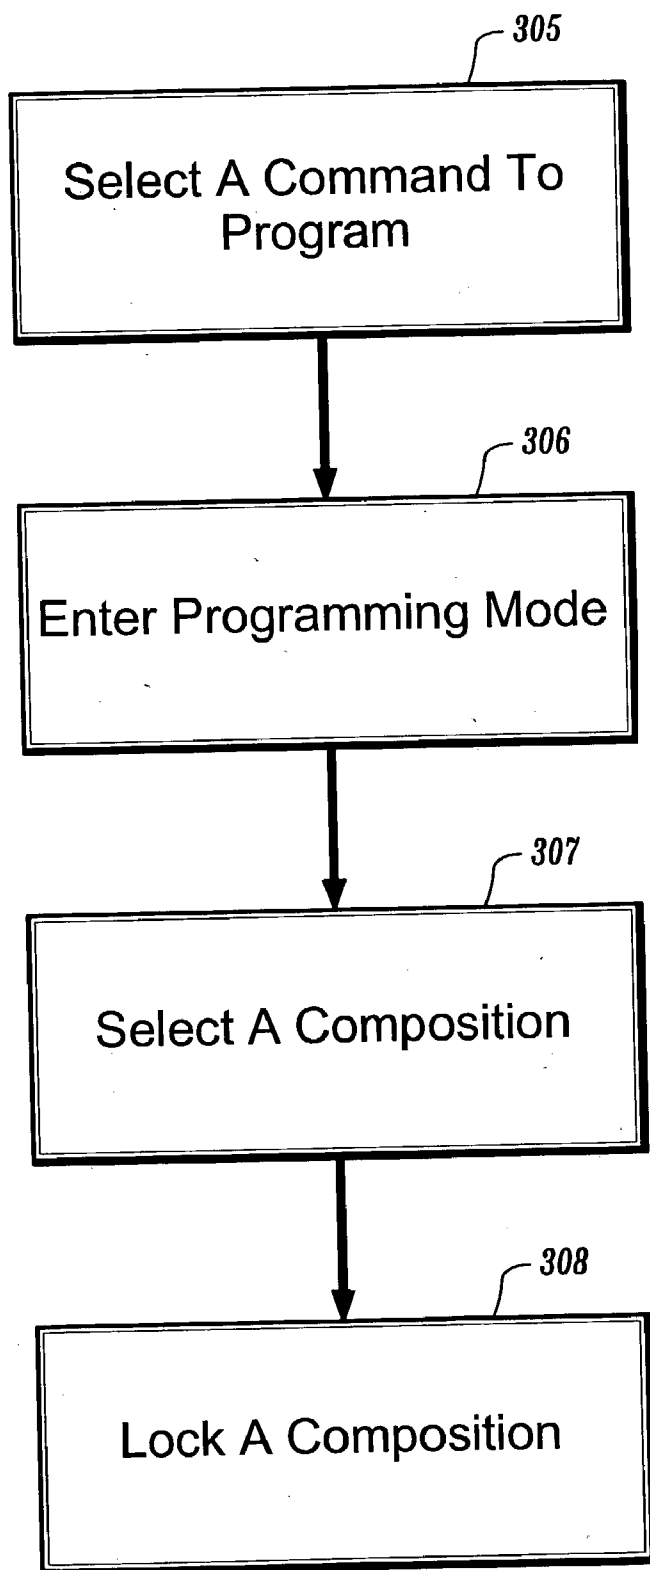 305
Select A Command To
Program
306
Enter Programming Mode
307
Select A Composition
308
Lock A Composition